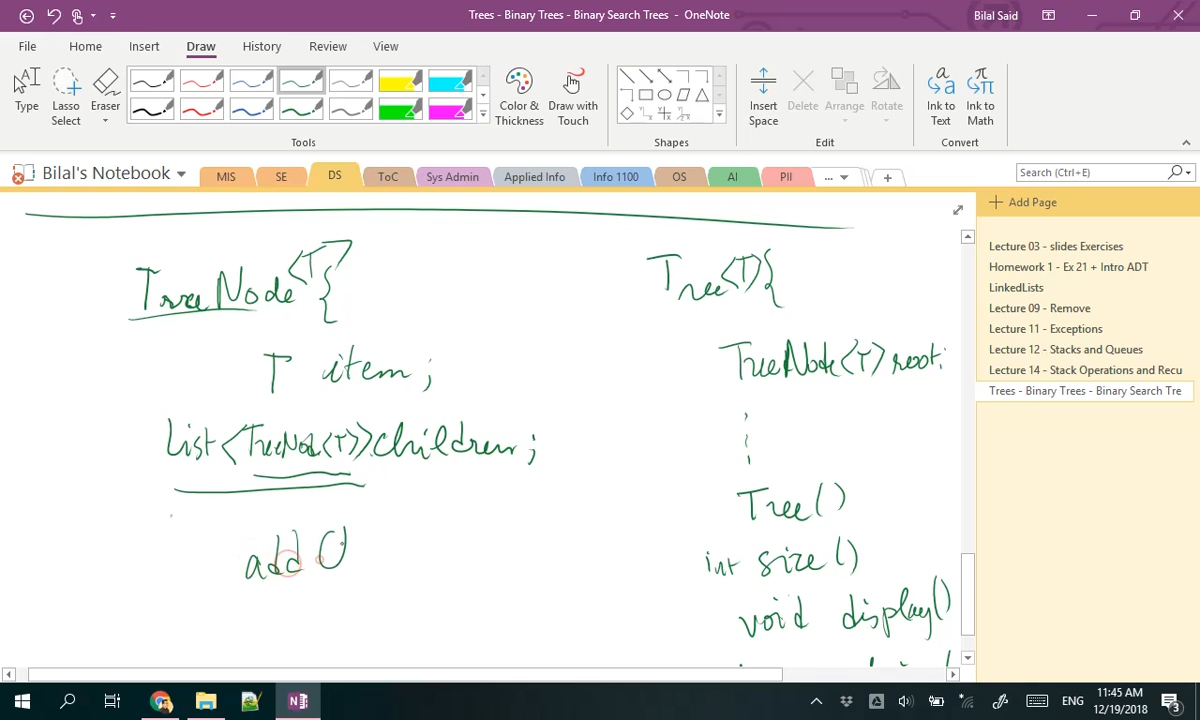 Trees - Binary Trees - Binary Search Trees - OneNote
Bilal Said
File Home Insert Draw History Review View
Type
Lasso Select
Eraser
Color & Thickness
Draw with Touch
Insert Space
Delete
Arrange
Rotate
Ink to Text
Ink to Math
Tools
Shapes
Edit
Convert
Bilal's Notebook
MIS SE DS ToC Sys Admin Applied Info Info 1100 OS AI PII ...
Search (Ctrl+E)
Add Page
Lecture 03 - slides Exercises
Homework 1 - Ex 21 + Intro ADT
LinkedLists
Lecture 09 - Remove
Lecture 11 - Exceptions
Lecture 12 - Stacks and Queues
Lecture 14 - Stack Operations and Recu
Trees - Binary Trees - Binary Search Tre
TreeNode<T>{
T item;
List<TreeNode<T>>children;
add()
Tree<T>{
TreeNode<T>root;
Tree()
int size()
void display()
ENG
11:45 AM
12/19/2018
3